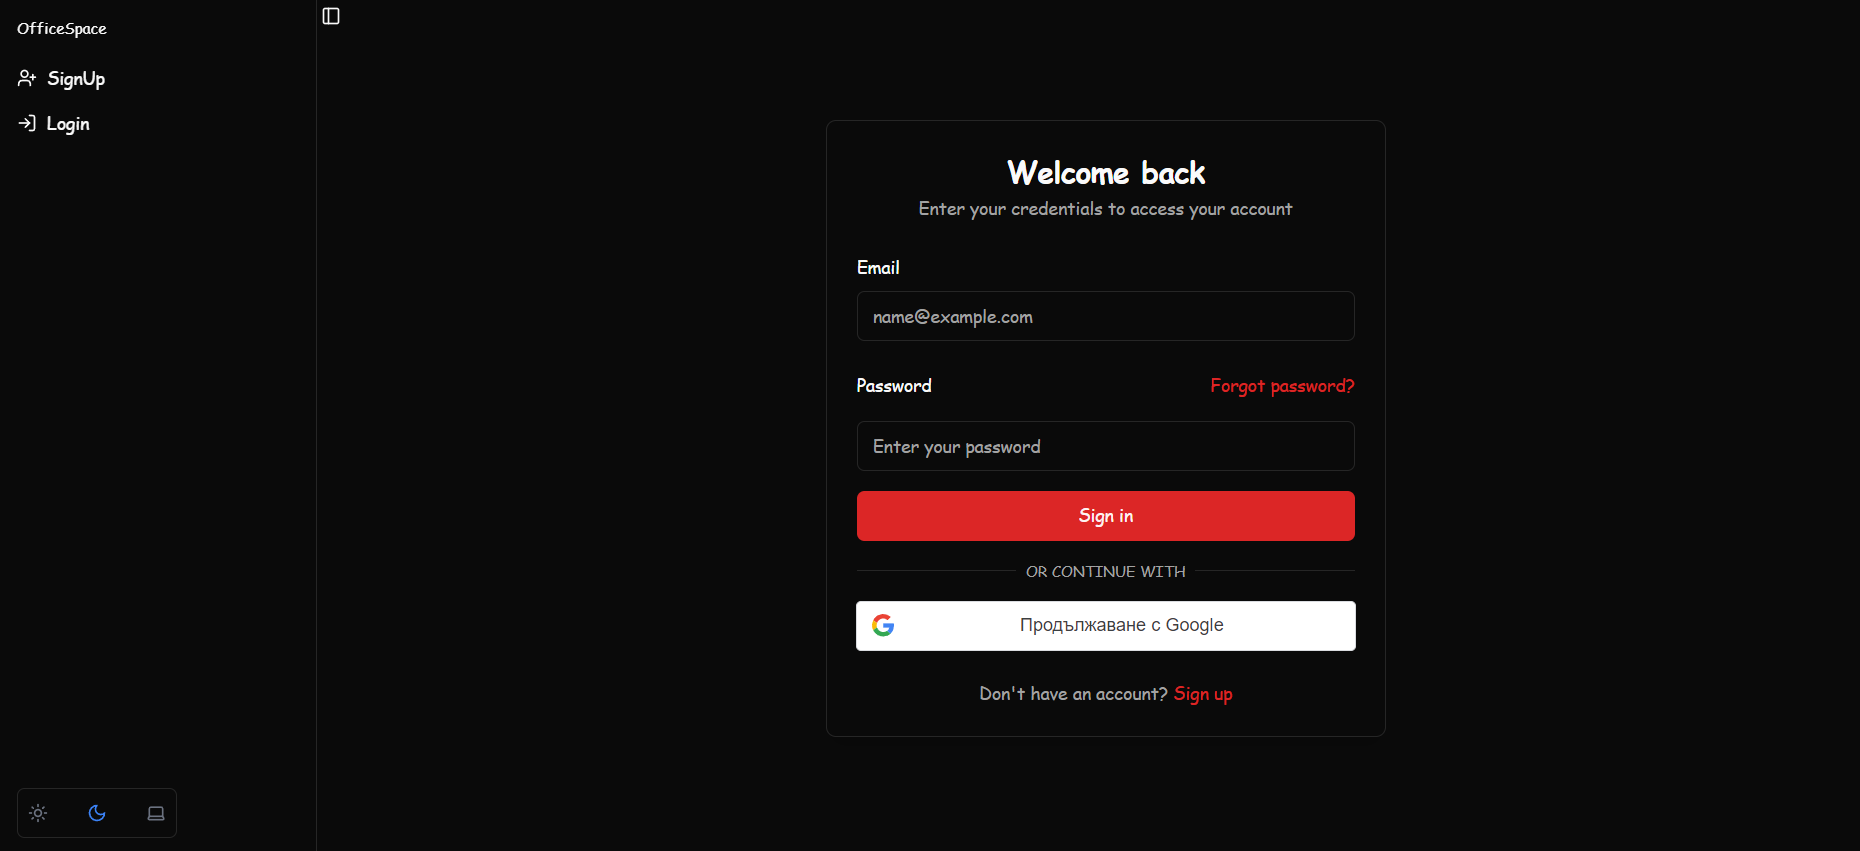 OfficeSpace
SignUp
Login
Welcome back
Enter your credentials to access your account
Email
name@example.com
Password
Forgot password?
Enter your password
Sign in
OR CONTINUE WITH
Продължаване с Google
Don't have an account? Sign up